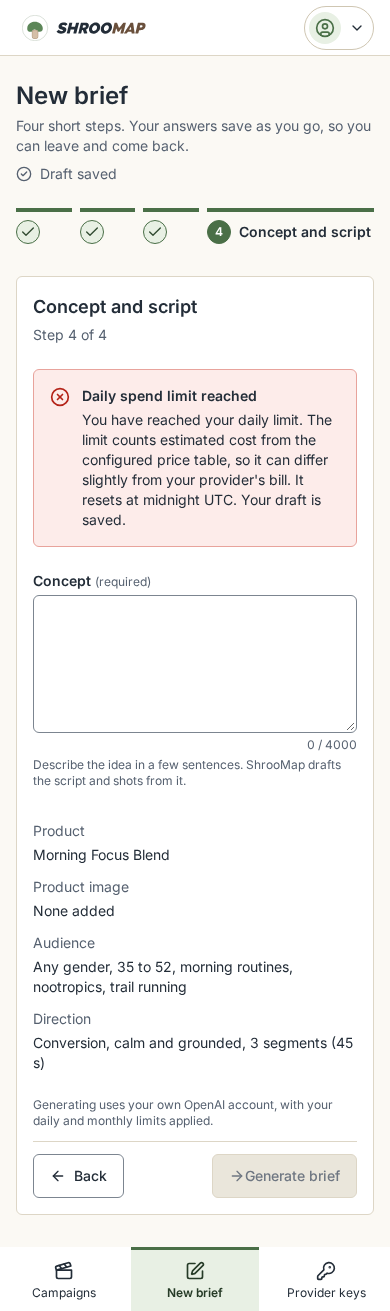 SHROOMAP
New brief
Four short steps. Your answers save as you go, so you
can leave and come back.
Draft saved
4 Concept and script
Concept and script
Step 4 of 4
Daily spend limit reached
You have reached your daily limit. The
limit counts estimated cost from the
configured price table, so it can differ
slightly from your provider's bill. It
resets at midnight UTC. Your draft is
saved.
Concept (required)
0 / 4000
Describe the idea in a few sentences. ShrooMap drafts
the script and shots from it.
Product
Morning Focus Blend
Product image
None added
Audience
Any gender, 35 to 52, morning routines,
nootropics, trail running
Direction
Conversion, calm and grounded, 3 segments (45
s)
Generating uses your own OpenAI account, with your
daily and monthly limits applied.
Back
Generate brief
Campaigns
New brief
Provider keys